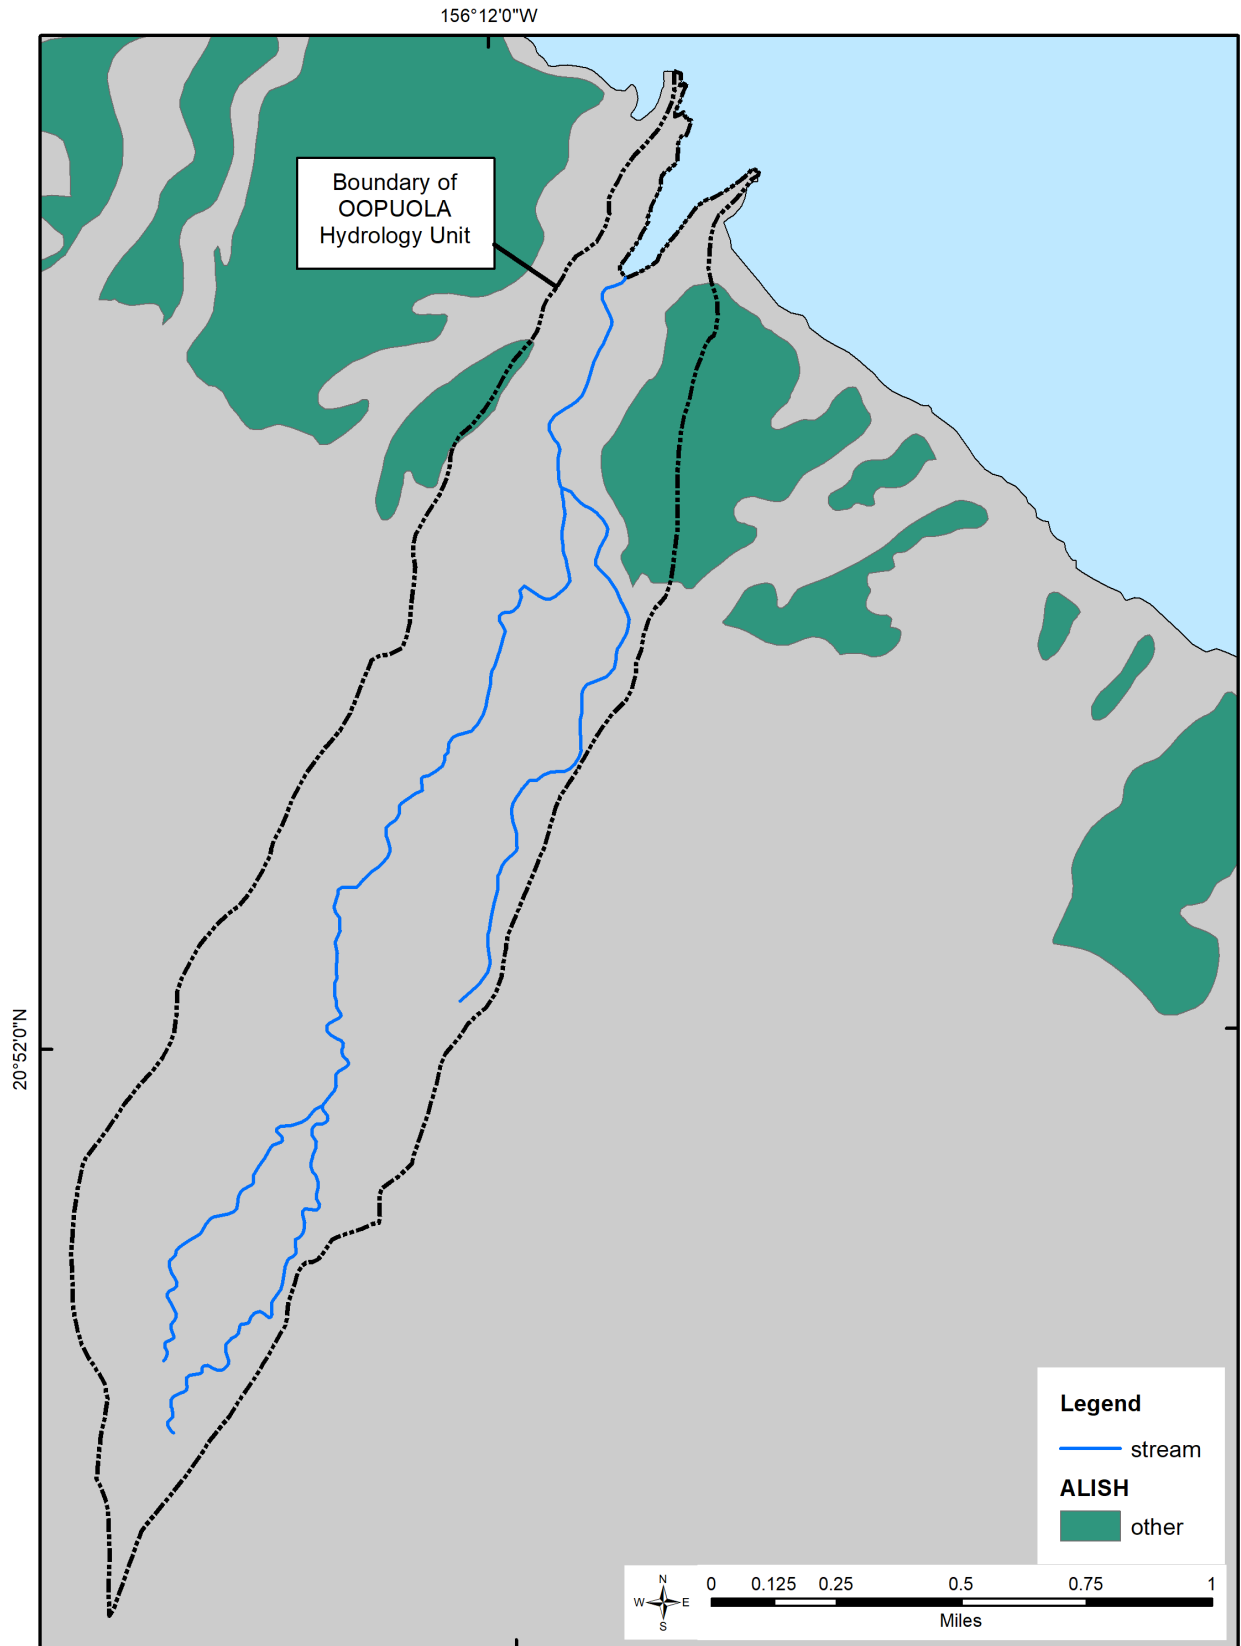 156°12'0"W
Boundary of
OOPUOLA
Hydrology Unit
20°52'0"N
Legend
stream
ALISH
other
N
W E
S
0 0.125 0.25 0.5 0.75 1
Miles